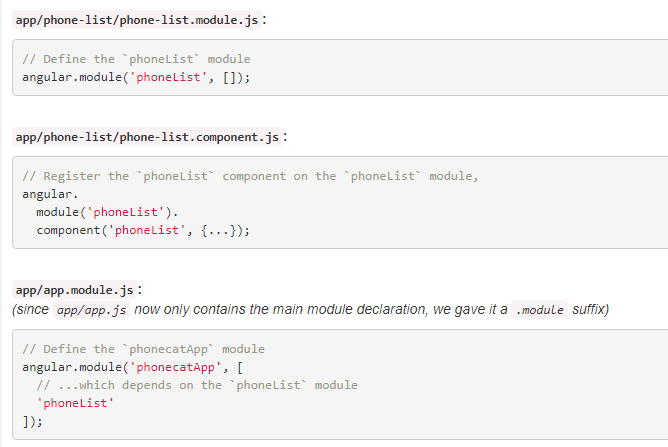 app/phone-list/phone-list.module.js:
// Define the `phoneList` module
angular.module('phoneList', []);
app/phone-list/phone-list.component.js:
// Register the `phoneList` component on the `phoneList` module,
angular.
  module('phoneList').
  component('phoneList', {...});
app/app.module.js:
(since app/app.js now only contains the main module declaration, we gave it a .module suffix)
// Define the `phonecatApp` module
angular.module('phonecatApp', [
  // ...which depends on the `phoneList` module
  'phoneList'
]);